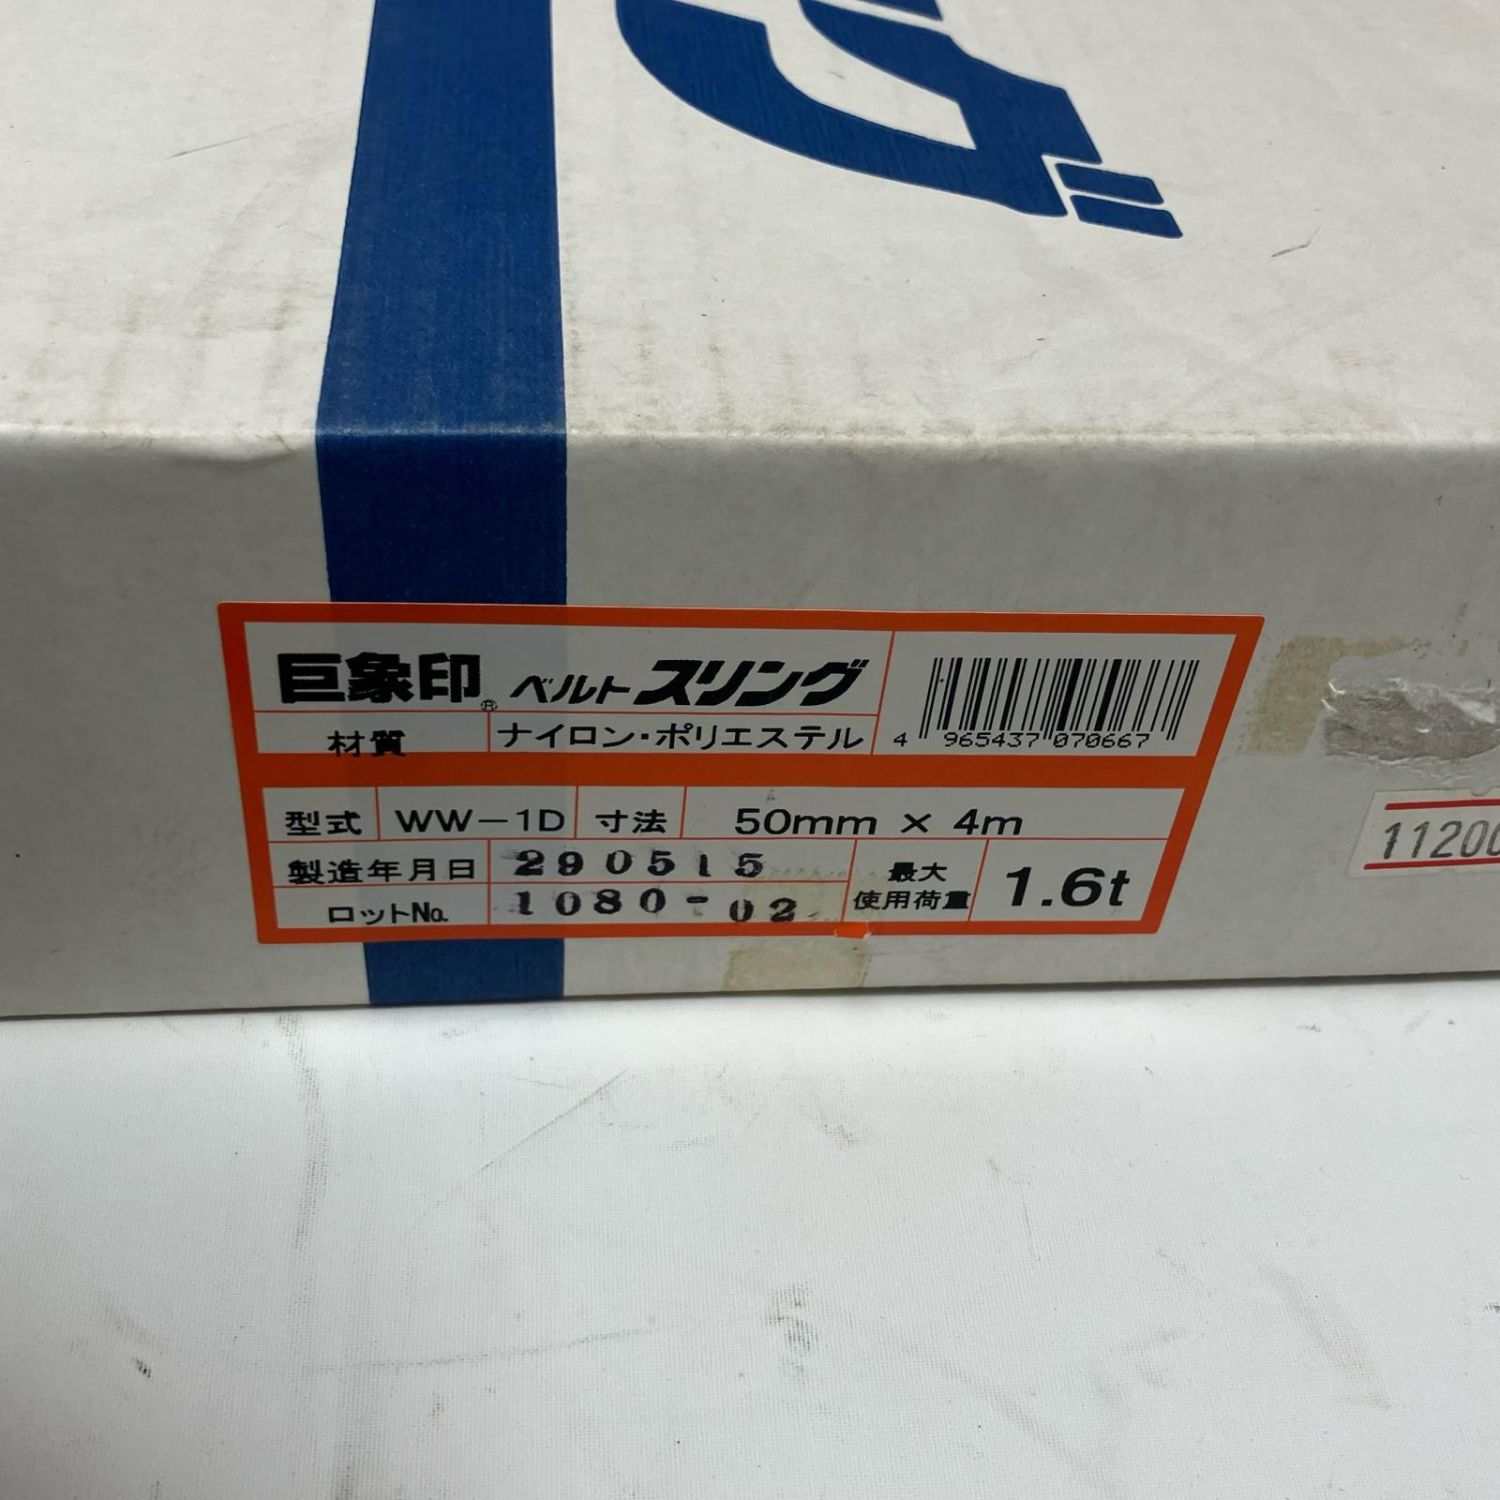 グ
巨象印® ベルトスリング
材質 ナイロン・ポリエステル
4 965437 070667
型式 WW-1D 寸法 50mm × 4m
製造年月日 290515
ロットNo. 1080-02
最大
使用荷重 1.6t